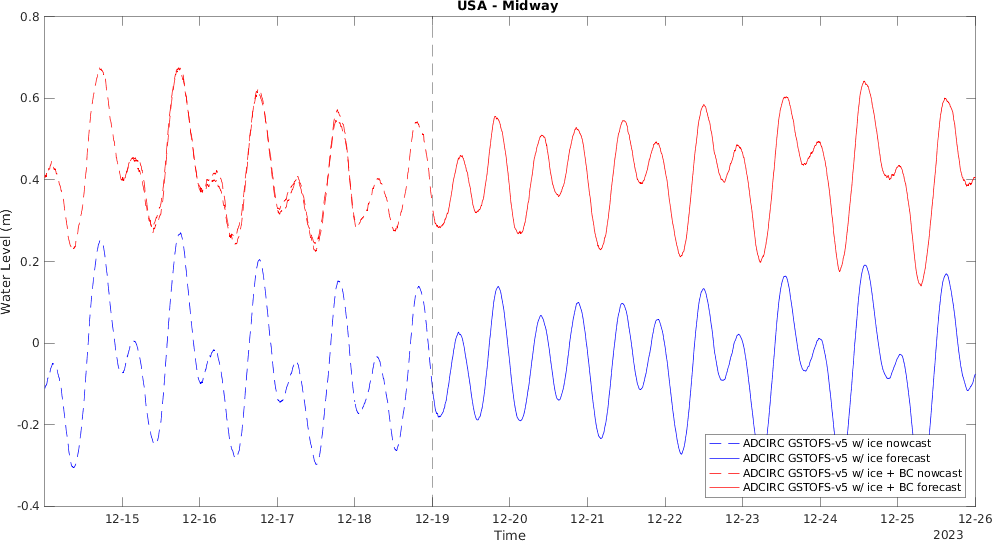 USA - Midway
0.8
0.6
0.4
0.2
0
-0.2
-0.4
Water Level (m)
ADCIRC GSTOFS-v5 w/ ice nowcast
ADCIRC GSTOFS-v5 w/ ice forecast
ADCIRC GSTOFS-v5 w/ ice + BC nowcast
ADCIRC GSTOFS-v5 w/ ice + BC forecast
12-15 12-16 12-17 12-18 12-19 12-20 12-21 12-22 12-23 12-24 12-25 12-26
Time
2023